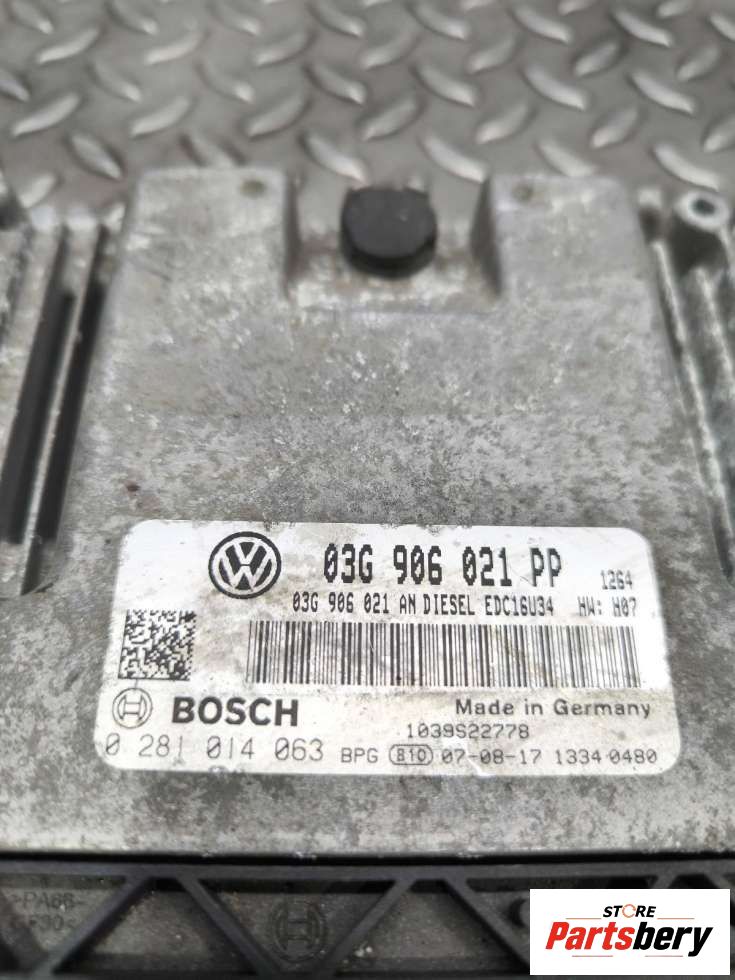 03G 906 021 PP 1264
03G 906 021 AN DIESEL EDC16U34 HW: H07
BOSCH Made in Germany
1039S22778
0 281 014 063 BPG 810 07-08-17 1334 0480
>PA66-
STORE
Partsbery